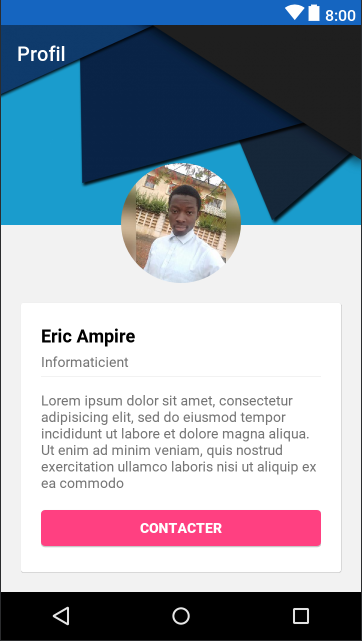 8:00
Profil
Eric Ampire
Informaticient
Lorem ipsum dolor sit amet, consectetur
adipisicing elit, sed do eiusmod tempor
incididunt ut labore et dolore magna aliqua.
Ut enim ad minim veniam, quis nostrud
exercitation ullamco laboris nisi ut aliquip ex
ea commodo
CONTACTER